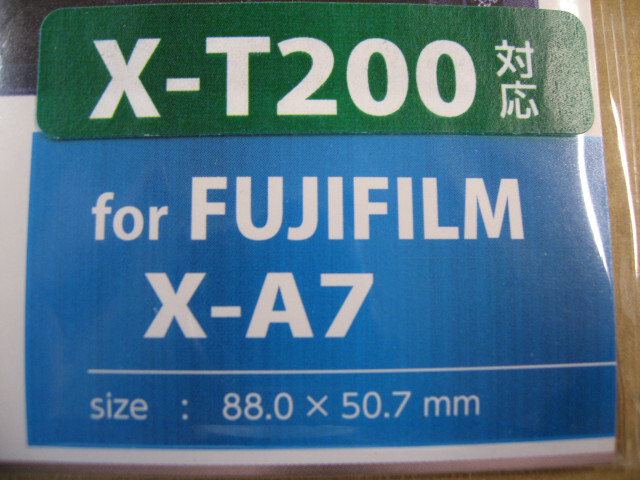 X-T200 対応
for FUJIFILM
X-A7
size : 88.0 × 50.7 mm